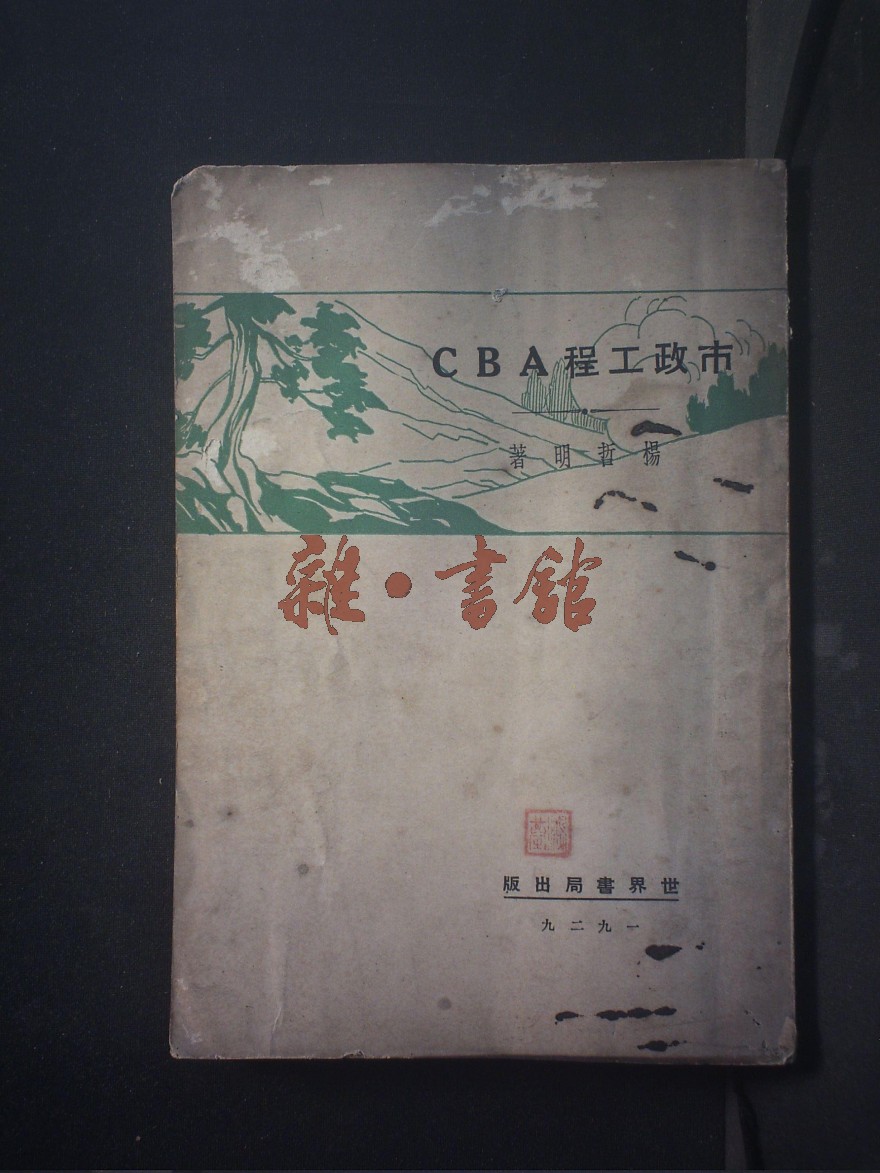 市政工程ABC
楊哲明著
雜·書館
世界書局出版
一九二九